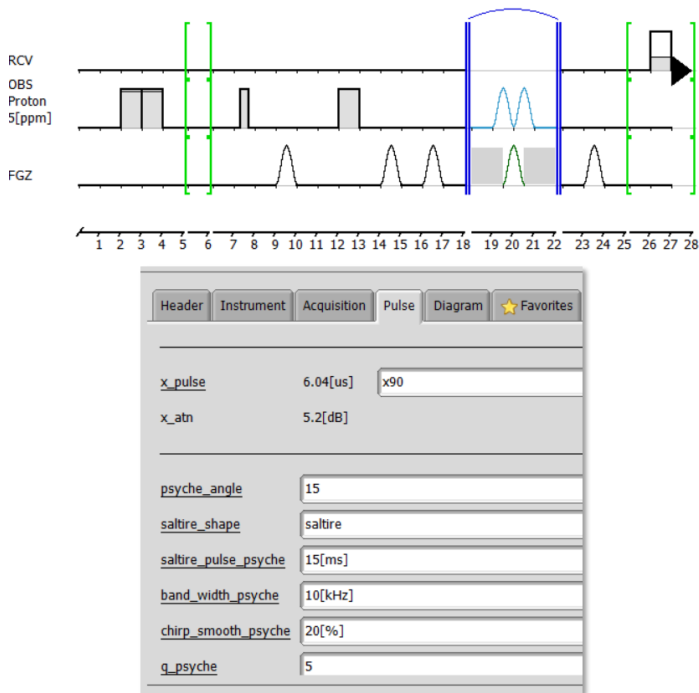 RCV
OBS
Proton
5[ppm]
FGZ
1 2 3 4 5 6 7 8 9 10 11 12 13 14 15 16 17 18 19 20 21 22 23 24 25 26 27 28
Header Instrument Acquisition Pulse Diagram Favorites
x_pulse 6.04[us] x90
x_atn 5.2[dB]
psyche_angle 15
saltire_shape saltire
saltire_pulse_psyche 15[ms]
band_width_psyche 10[kHz]
chirp_smooth_psyche 20[%]
q_psyche 5